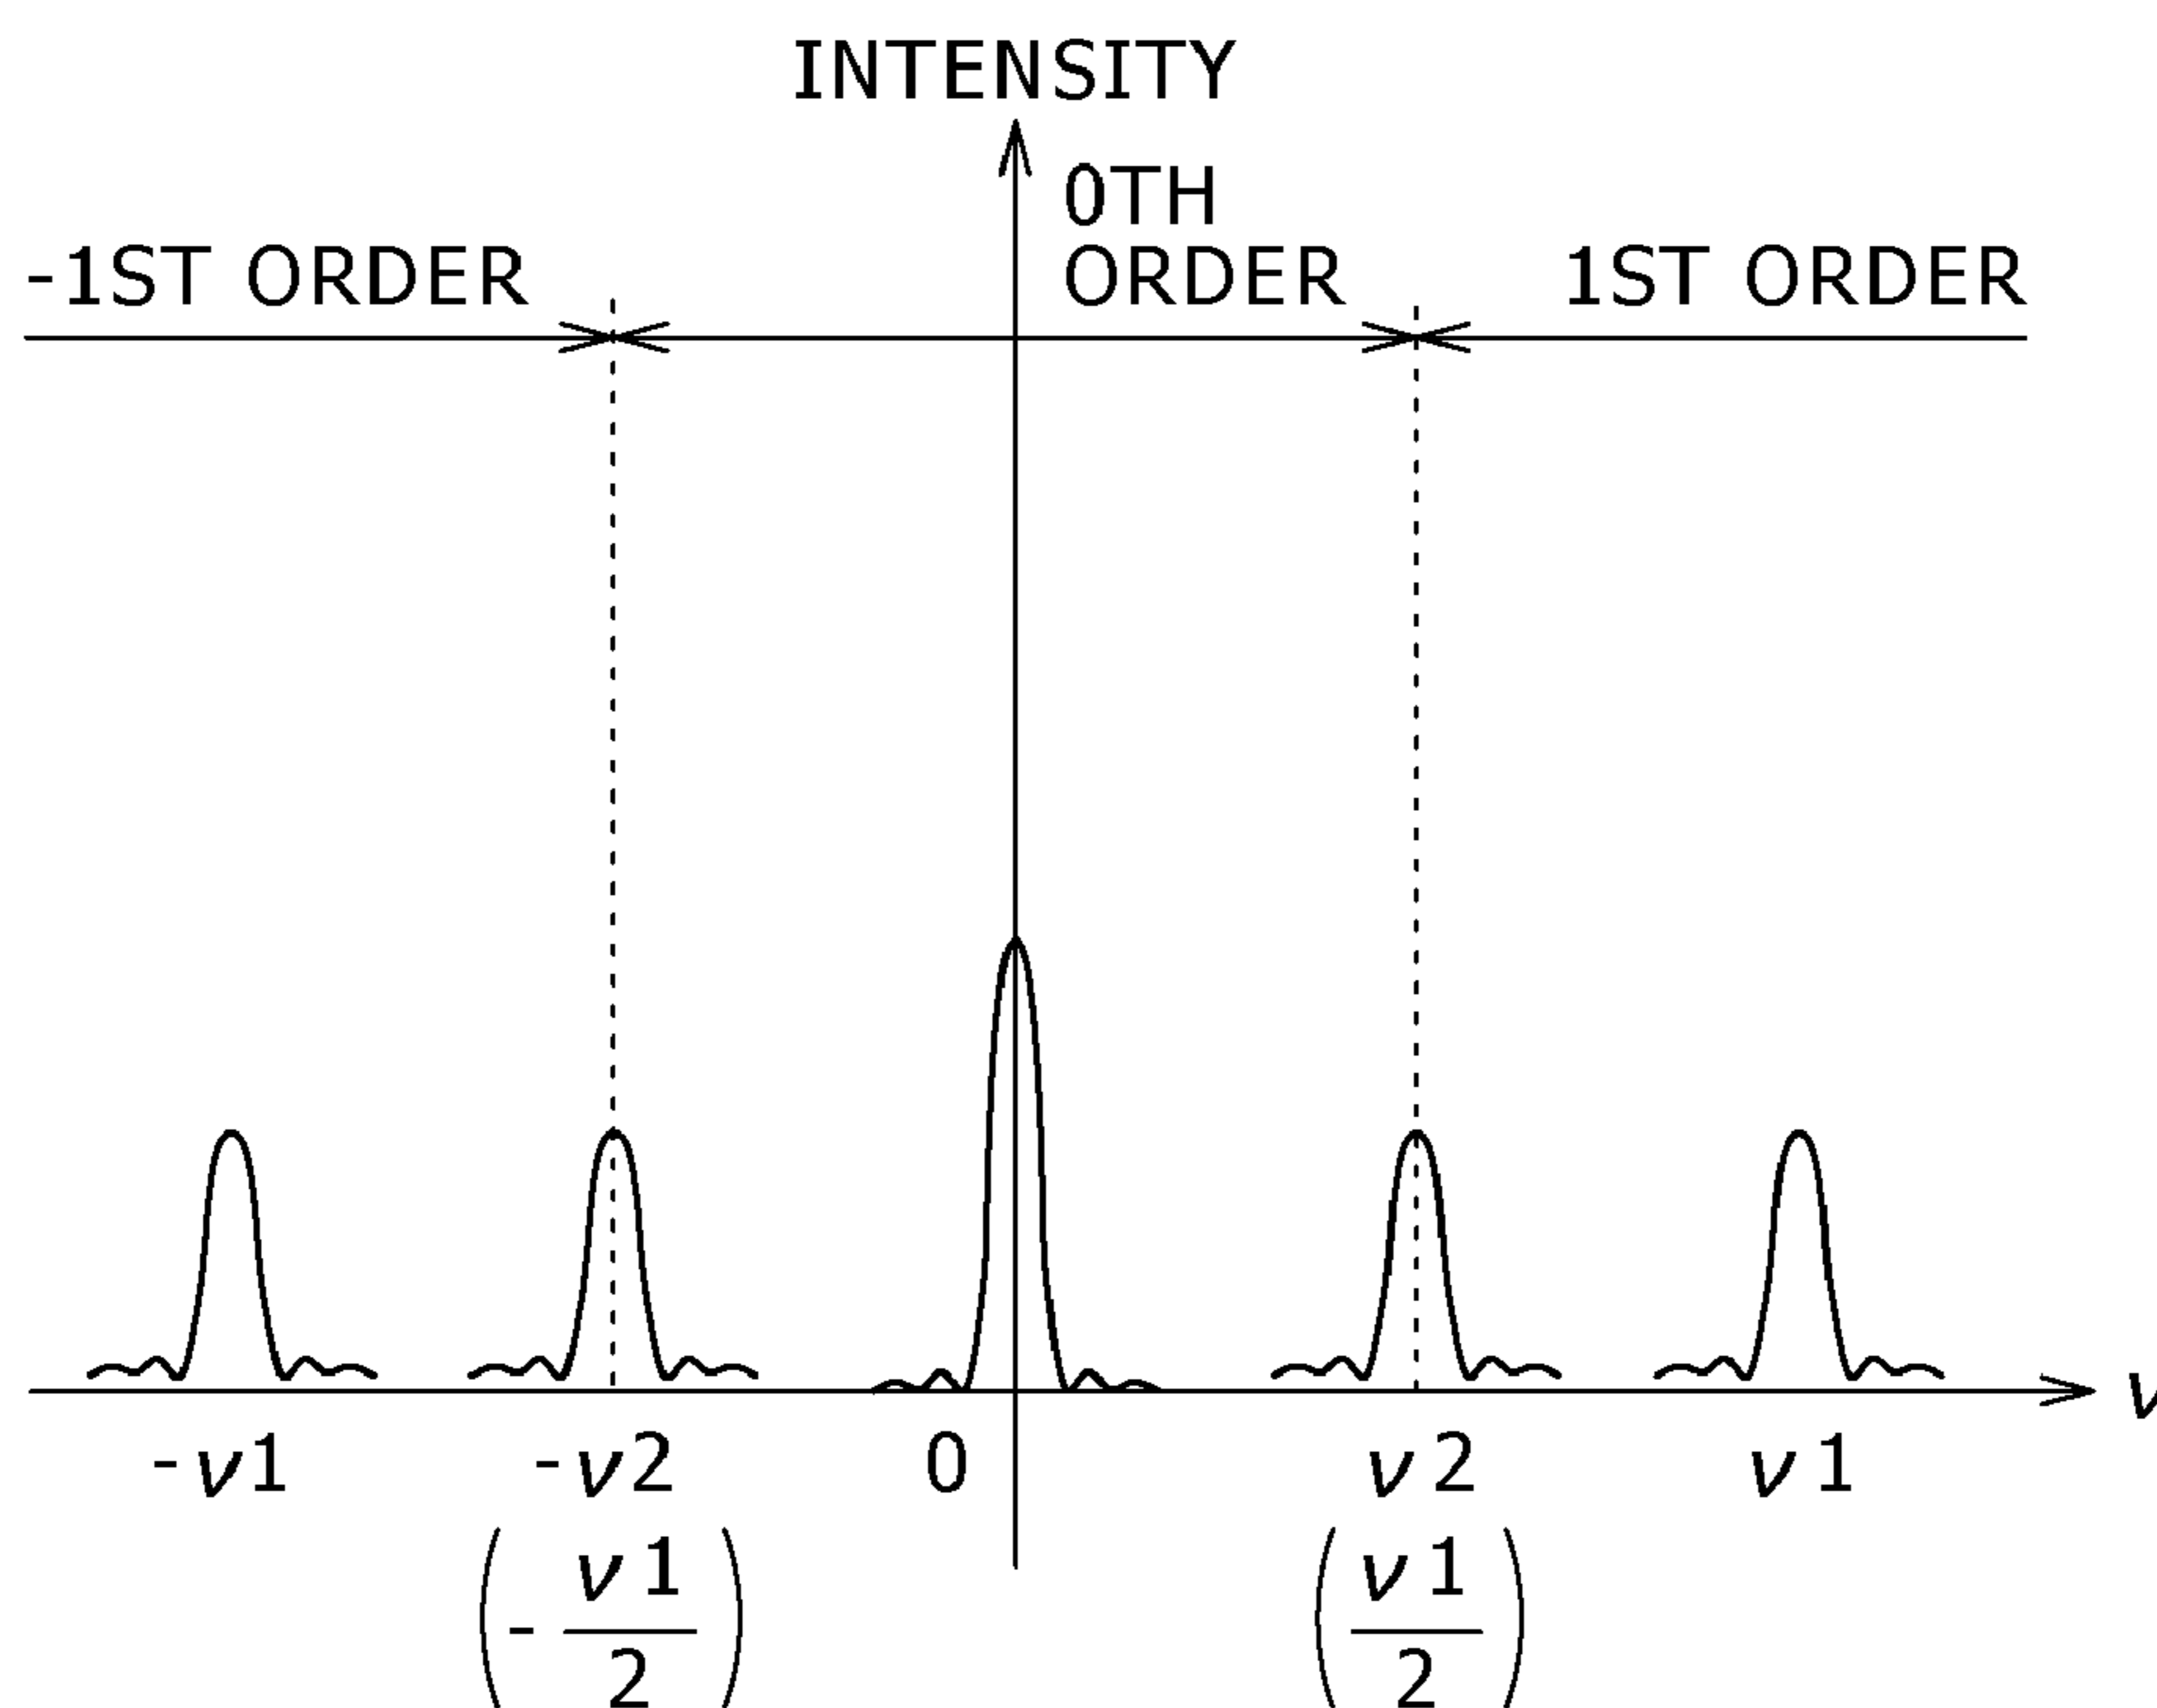 INTENSITY
0TH
-1ST ORDER ORDER 1ST ORDER
ν
-ν1 -ν2 0 ν2 ν1
(-ν1/2) (ν1/2)